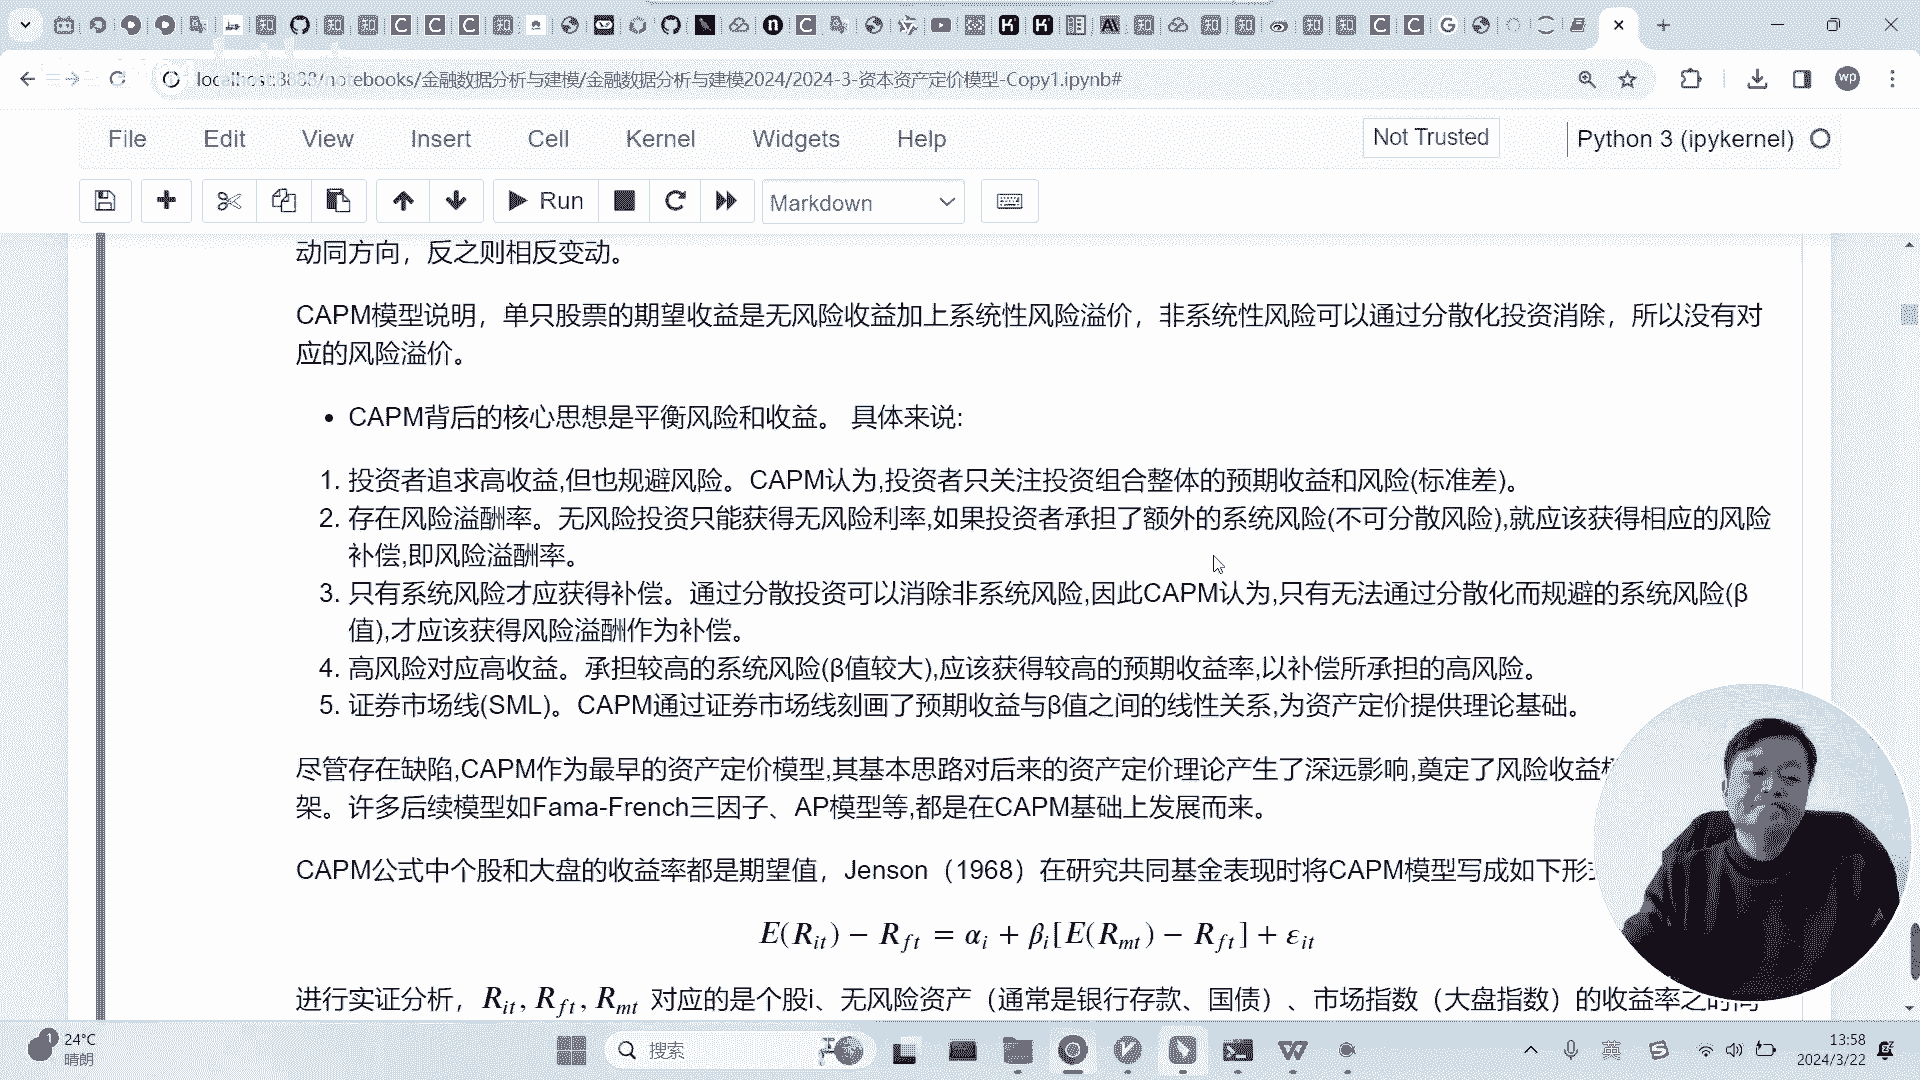 localhost:8888/notebooks/金融数据分析与建模/金融数据分析与建模2024/2024-3-资本资产定价模型-Copy1.ipynb#
wp
File Edit View Insert Cell Kernel Widgets Help Not Trusted Python 3 (ipykernel)
Run Markdown
动同方向，反之则相反变动。
CAPM模型说明，单只股票的期望收益是无风险收益加上系统性风险溢价，非系统性风险可以通过分散化投资消除，所以没有对
应的风险溢价。
• CAPM背后的核心思想是平衡风险和收益。 具体来说:
1. 投资者追求高收益,但也规避风险。CAPM认为,投资者只关注投资组合整体的预期收益和风险(标准差)。
2. 存在风险溢酬率。无风险投资只能获得无风险利率,如果投资者承担了额外的系统风险(不可分散风险),就应该获得相应的风险
补偿,即风险溢酬率。
3. 只有系统风险才应获得补偿。通过分散投资可以消除非系统风险,因此CAPM认为,只有无法通过分散化而规避的系统风险(β
值),才应该获得风险溢酬作为补偿。
4. 高风险对应高收益。承担较高的系统风险(β值较大),应该获得较高的预期收益率,以补偿所承担的高风险。
5. 证券市场线(SML)。CAPM通过证券市场线刻画了预期收益与β值之间的线性关系,为资产定价提供理论基础。
尽管存在缺陷,CAPM作为最早的资产定价模型,其基本思路对后来的资产定价理论产生了深远影响,奠定了风险收益
架。许多后续模型如Fama-French三因子、AP模型等,都是在CAPM基础上发展而来。
CAPM公式中个股和大盘的收益率都是期望值，Jenson（1968）在研究共同基金表现时将CAPM模型写成如下形
E(R_it) − R_ft = α_i + β_i[E(R_mt) − R_ft] + ε_it
进行实证分析，R_it, R_ft, R_mt 对应的是个股i、无风险资产（通常是银行存款、国债）、市场指数（大盘指数）的收益率之时间
1 24°C
晴朗
搜索
英
13:58
2024/3/22